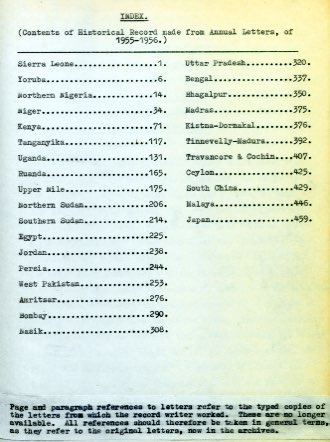 INDEX.
(Contents of Historical Record made from Annual Letters, of
1955-1956.)
Sierra Leone....................1.
Yoruba..........................6.
Northern Nigeria...............14.
Niger..........................34.
Kenya..........................71.
Tanganyika....................117.
Uganda........................131.
Ruanda........................165.
Upper Nile....................175.
Northern Sudan................206.
Southern Sudan................214.
Egypt.........................225.
Jordan........................238.
Persia........................244.
West Pakistan.................253.
Amritsar......................276.
Bombay........................290.
Nasik.........................308.
Uttar Pradesh..........320.
Bengal.................337.
Bhagalpur..............350.
Madras.................375.
Kistna-Dornakal........376.
Tinnevelly-Madura......392.
Travancore & Cochin....407.
Ceylon.................425.
South China............429.
Malaya.................446.
Japan..................459.
Page and paragraph references to letters refer to the typed copies of
the letters from which the record writer worked. These are no longer
available. All references should therefore be taken in general terms,
as they refer to the original letters, now in the archives.